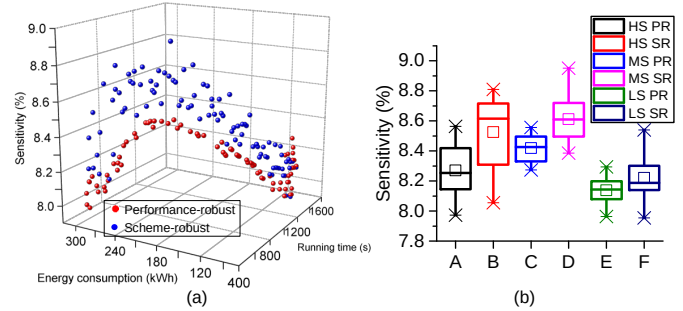 (a)
9.0
8.8
8.6
8.4
8.2
8.0
Sensitivity (%)
Performance-robust
Scheme-robust
300
240
180
120
400
800
1200
1600
Energy consumption (kWh)
Running time (s)
(a)
(b)
HS PR
HS SR
MS PR
MS SR
LS PR
LS SR
9.0
8.8
8.6
8.4
8.2
8.0
7.8
Sensitivity (%)
A B C D E F
(b)